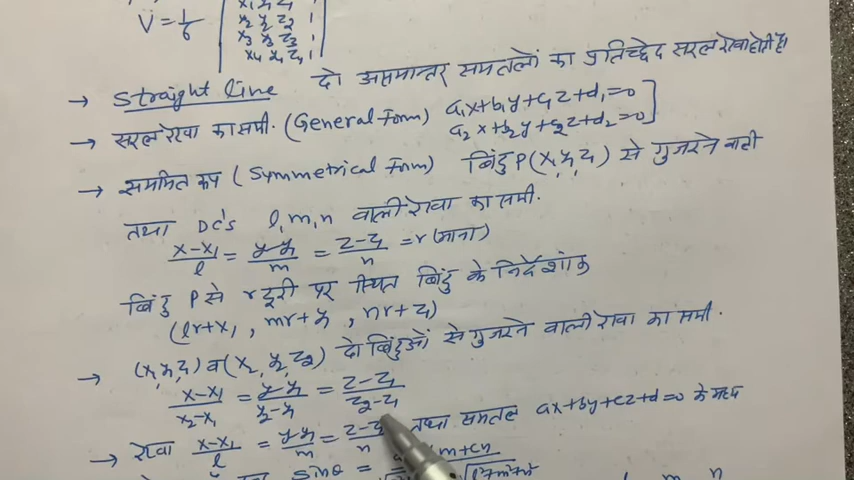 V = 1/6 | x₁ y₁ z₁ 1
x₂ y₂ z₂ 1
x₃ y₃ z₃ 1
x₄ y₄ z₄ 1 |
→ Straight line दो असमान्तर समतलों का प्रतिच्छेद सरल रेखा होती है।
→ सरल रेखा का समी. (General Form) a₁x+b₁y+c₁z+d₁=0
a₂x+b₂y+c₂z+d₂=0 ]
→ सममित रूप (Symmetrical Form) बिंदु P(x₁,y₁,z₁) से गुजरने वाली
तथा DC's l,m,n वाली रेखा का समी.
(x-x₁)/l = (y-y₁)/m = (z-z₁)/n = r (माना)
बिंदु P से r दूरी पर स्थित बिंदु के निर्देशांक
(lr+x₁, mr+y₁, nr+z₁)
→ (x₁,y₁,z₁) व (x₂,y₂,z₂) दो बिंदुओं से गुजरने वाली रेखा का समी.
(x-x₁)/(x₂-x₁) = (y-y₁)/(y₂-y₁) = (z-z₁)/(z₂-z₁)
→ रेखा (x-x₁)/l = (y-y₁)/m = (z-z₁)/n तथा समतल ax+by+cz+d=0 के मध्य
sinθ =